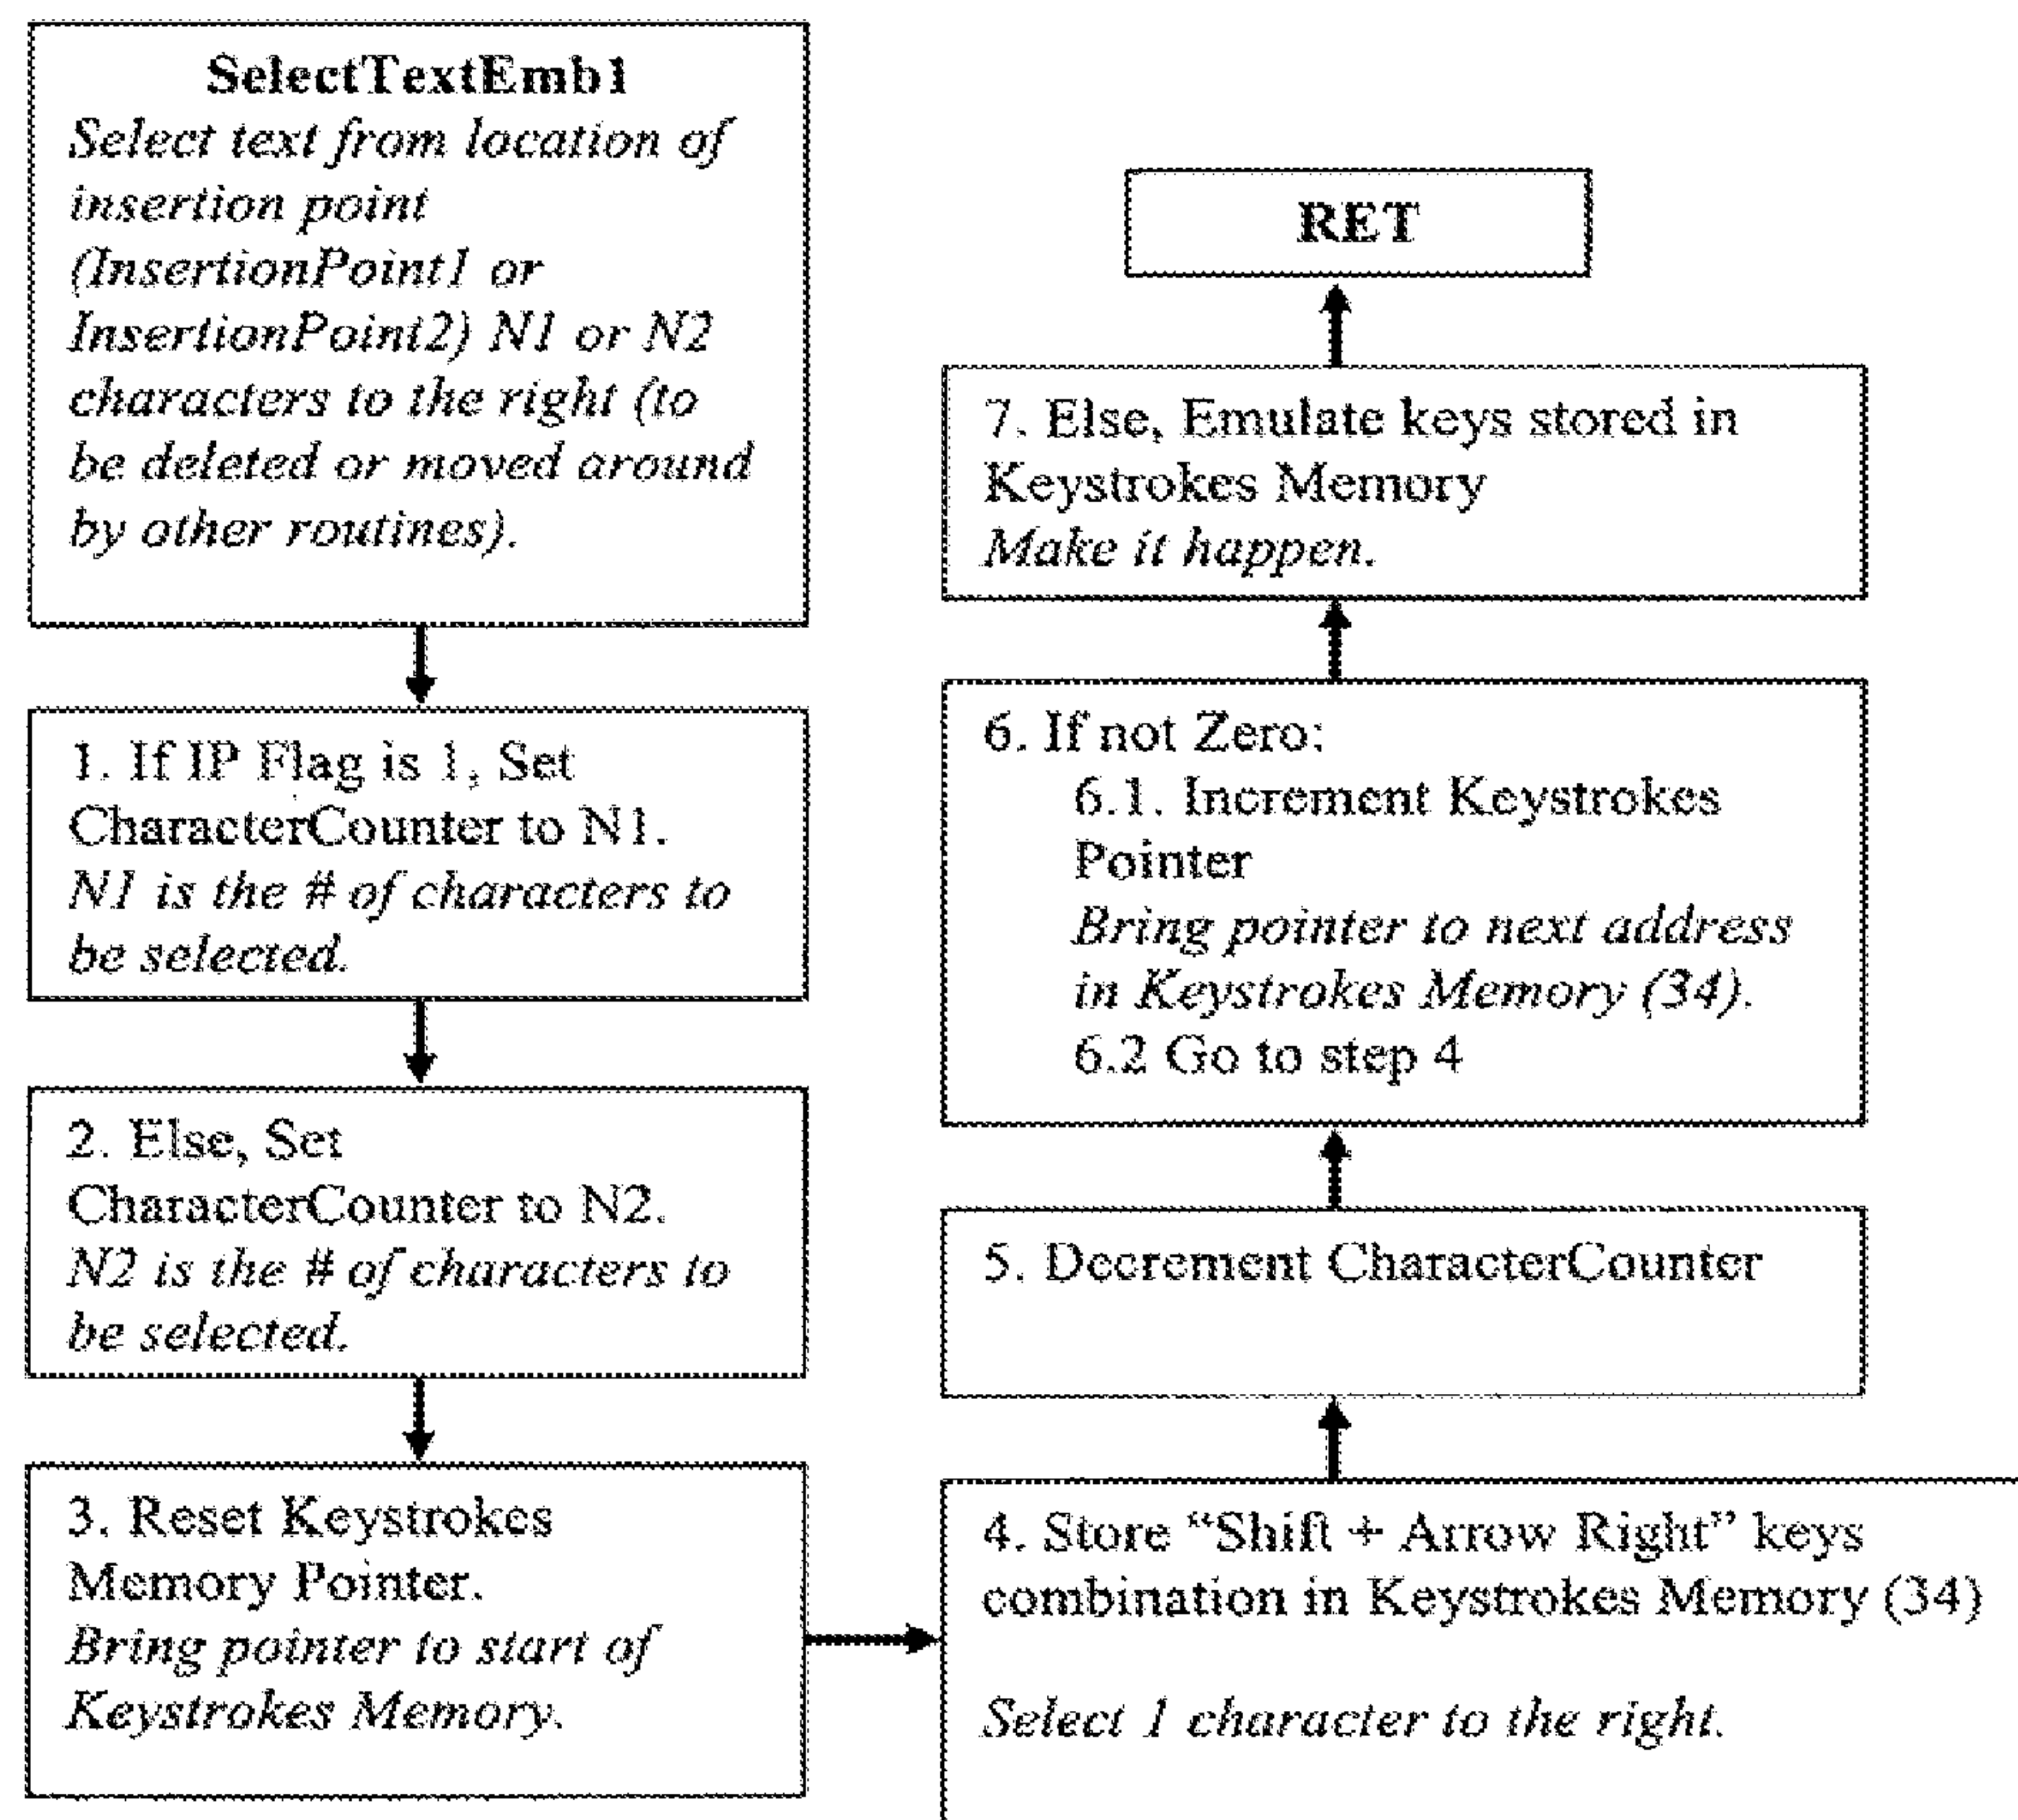 SelectTextEmb1
Select text from location of
insertion point
(InsertionPoint1 or
InsertionPoint2) N1 or N2
characters to the right (to
be deleted or moved around
by other routines).
1. If IP Flag is 1, Set
CharacterCounter to N1.
N1 is the # of characters to
be selected.
2. Else, Set
CharacterCounter to N2.
N2 is the # of characters to
be selected.
3. Reset Keystrokes
Memory Pointer.
Bring pointer to start of
Keystrokes Memory.
4. Store “Shift + Arrow Right” keys
combination in Keystrokes Memory (34)
Select 1 character to the right.
5. Decrement CharacterCounter
6. If not Zero:
6.1. Increment Keystrokes
Pointer
Bring pointer to next address
in Keystrokes Memory (34).
6.2 Go to step 4
7. Else, Emulate keys stored in
Keystrokes Memory
Make it happen.
RET